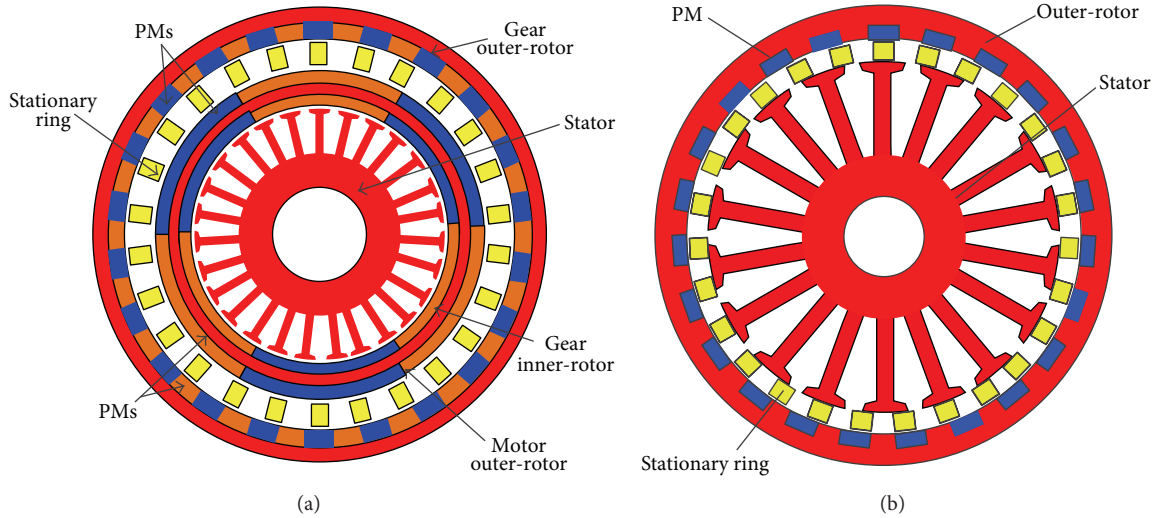 PMs
Gear
outer-rotor
Stationary
ring
Stator
Gear
inner-rotor
PMs
Motor
outer-rotor
(a)
PM
Outer-rotor
Stator
Stationary ring
(b)